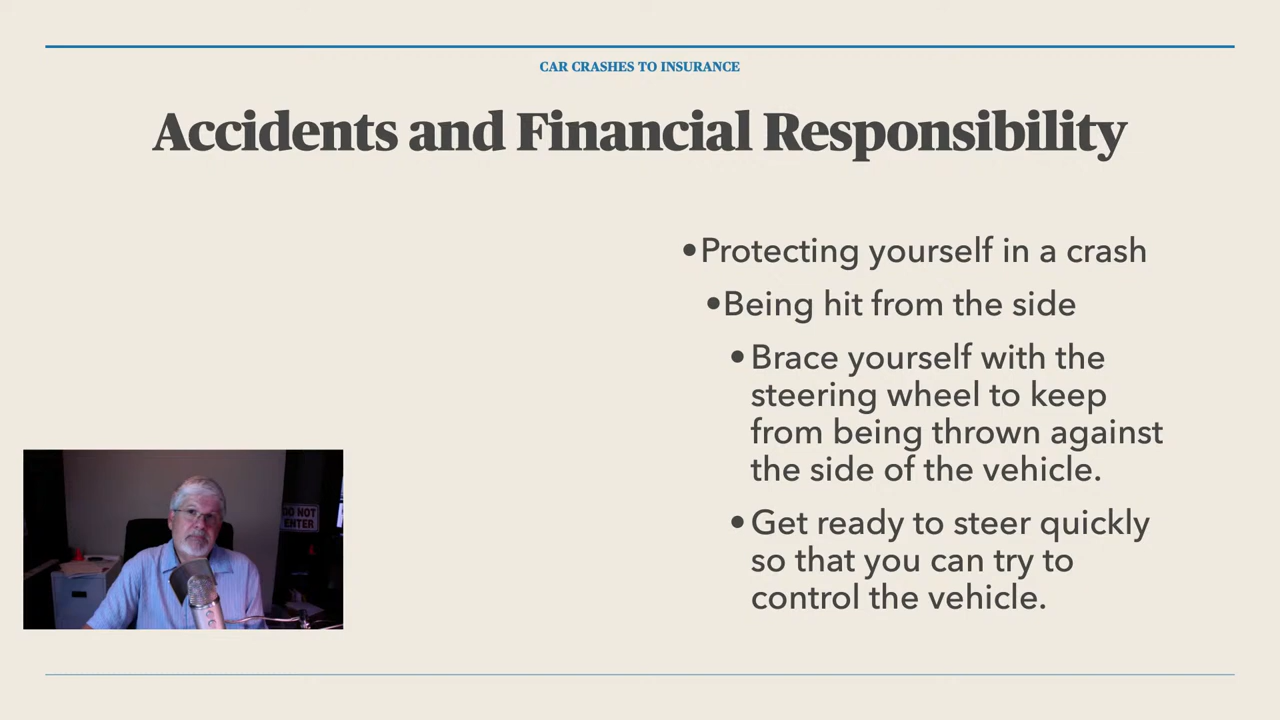 CAR CRASHES TO INSURANCE
Accidents and Financial Responsibility
•Protecting yourself in a crash
•Being hit from the side
•Brace yourself with the
steering wheel to keep
from being thrown against
the side of the vehicle.
•Get ready to steer quickly
so that you can try to
control the vehicle.
DO NOT
ENTER